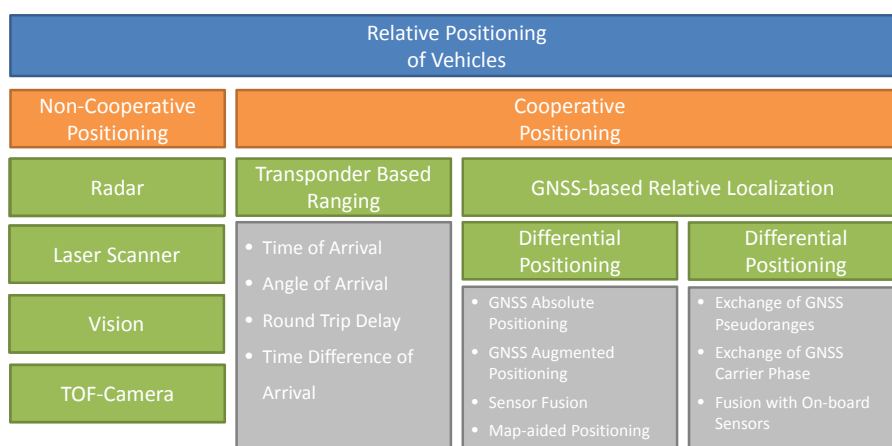 Relative Positioning
of Vehicles
Non-Cooperative
Positioning
Cooperative
Positioning
Radar
Laser Scanner
Vision
TOF-Camera
Transponder Based
Ranging
• Time of Arrival
• Angle of Arrival
• Round Trip Delay
• Time Difference of
Arrival
GNSS-based Relative Localization
Differential
Positioning
• GNSS Absolute
Positioning
• GNSS Augmented
Positioning
• Sensor Fusion
• Map-aided Positioning
Differential
Positioning
• Exchange of GNSS
Pseudoranges
• Exchange of GNSS
Carrier Phase
• Fusion with On-board
Sensors